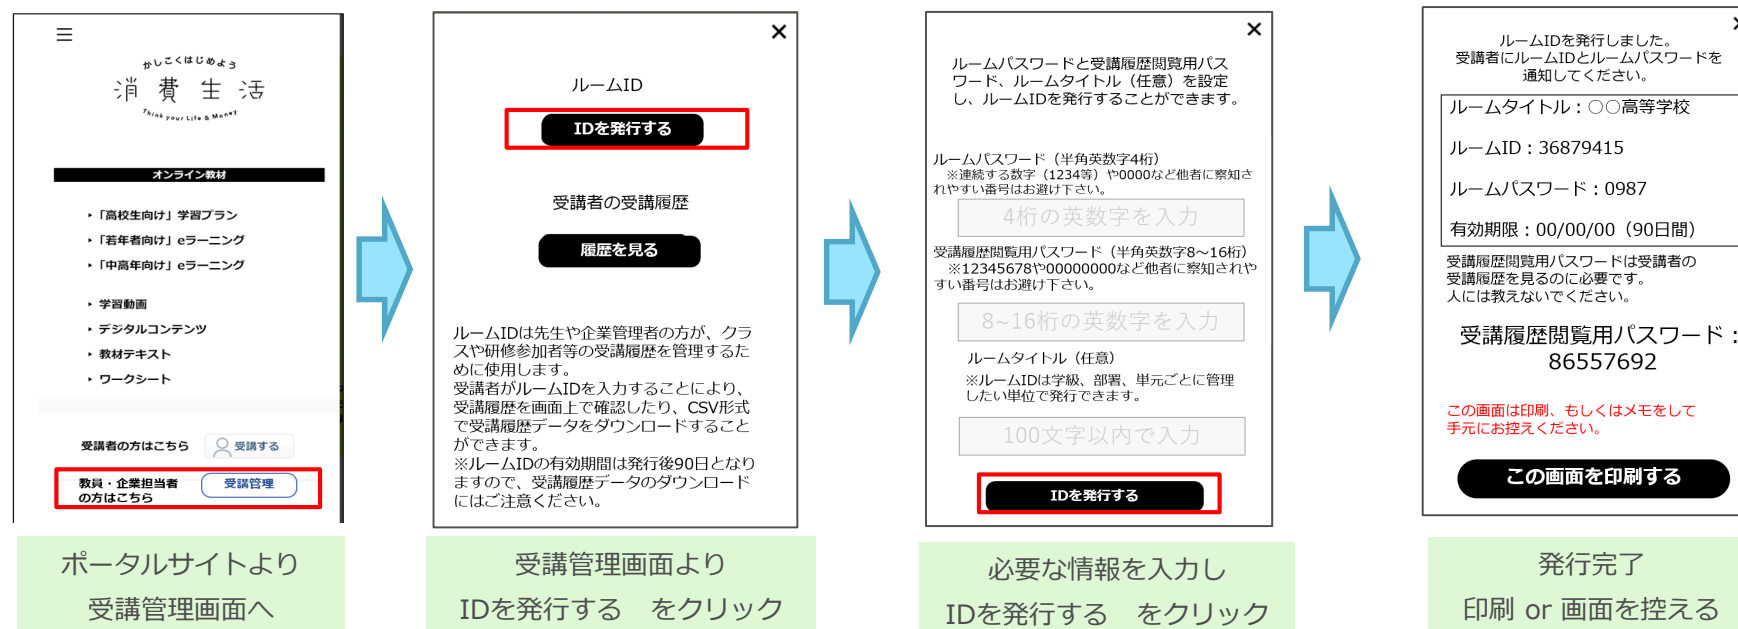 かしこくはじめよう
消費生活
Think your Life & Money
オンライン教材
「高校生向け」学習プラン
「若年者向け」eラーニング
「中高年向け」eラーニング
学習動画
デジタルコンテンツ
教材テキスト
ワークシート
受講者の方はこちら 受講する
教員・企業担当者
の方はこちら
受講管理
ポータルサイトより
受講管理画面へ
×
ルームID
IDを発行する
受講者の受講履歴
履歴を見る
ルームIDは先生や企業管理者の方が、クラ
スや研修参加者等の受講履歴を管理するた
めに使用します。
受講者がルームIDを入力することにより、
受講履歴を画面上で確認したり、CSV形式
で受講履歴データをダウンロードすること
ができます。
※ルームIDの有効期間は発行後90日となり
ますので、受講履歴データのダウンロード
にはご注意ください。
受講管理画面より
IDを発行する をクリック
×
ルームパスワードと受講履歴閲覧用パス
ワード、ルームタイトル（任意）を設定
し、ルームIDを発行することができます。
ルームパスワード（半角英数字4桁）
※連続する数字（1234等）や0000など他者に察知さ
れやすい番号はお避け下さい。
4桁の英数字を入力
受講履歴閲覧用パスワード（半角英数字8～16桁）
※12345678や00000000など他者に察知されや
すい番号はお避け下さい。
8~16桁の英数字を入力
ルームタイトル（任意）
※ルームIDは学級、部署、単元ごとに管理
したい単位で発行できます。
100文字以内で入力
IDを発行する
必要な情報を入力し
IDを発行する をクリック
ルームIDを発行しました。
受講者にルームIDとルームパスワードを
通知してください。
ルームタイトル：○○高等学校
ルームID：36879415
ルームパスワード：0987
有効期限：00/00/00（90日間）
受講履歴閲覧用パスワードは受講者の
受講履歴を見るのに必要です。
人には教えないでください。
受講履歴閲覧用パスワード：
86557692
この画面は印刷、もしくはメモをして
手元にお控えください。
この画面を印刷する
発行完了
印刷 or 画面を控える